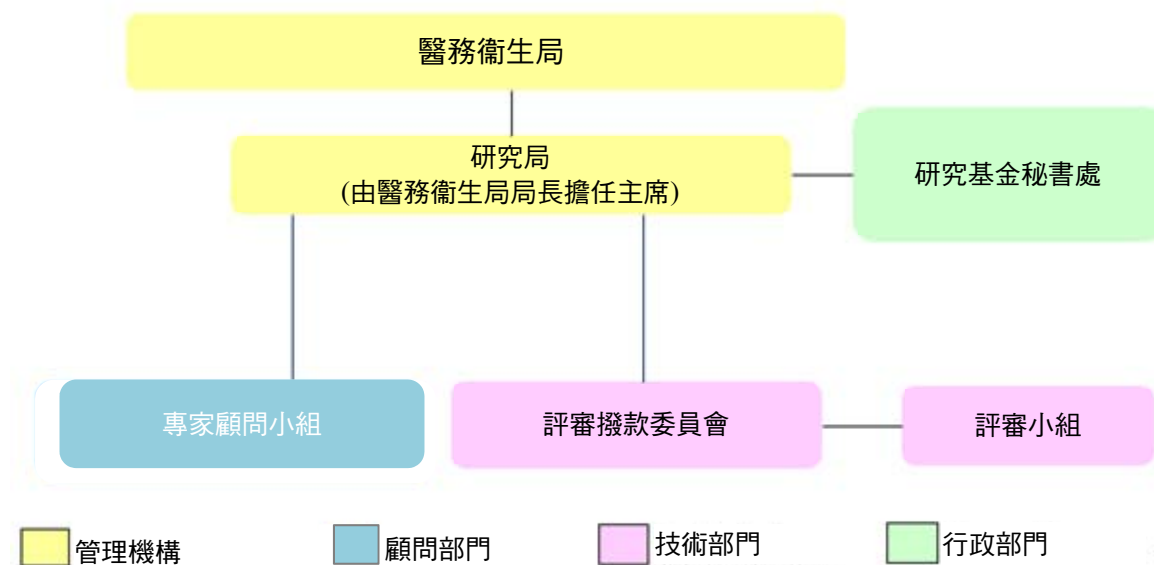 醫務衞生局
研究局
(由醫務衞生局局長擔任主席)
研究基金秘書處
專家顧問小組
評審撥款委員會
評審小組
管理機構
顧問部門
技術部門
行政部門